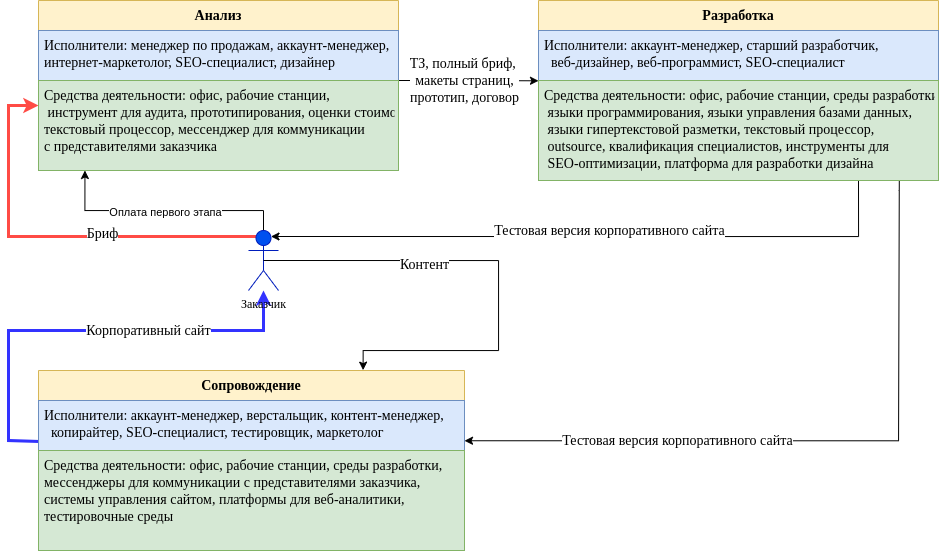 Анализ
Исполнители: менеджер по продажам, аккаунт-менеджер,
интернет-маркетолог, SEO-специалист, дизайнер
Средства деятельности: офис, рабочие станции,
инструмент для аудита, прототипирования, оценки стоимо
текстовый процессор, мессенджер для коммуникации
с представителями заказчика
ТЗ, полный бриф,
макеты страниц,
прототип, договор
Разработка
Исполнители: аккаунт-менеджер, старший разработчик,
веб-дизайнер, веб-программист, SEO-специалист
Средства деятельности: офис, рабочие станции, среды разработки
языки программирования, языки управления базами данных,
языки гипертекстовой разметки, текстовый процессор,
outsource, квалификация специалистов, инструменты для
SEO-оптимизации, платформа для разработки дизайна
Оплата первого этапа
Бриф
Тестовая версия корпоративного сайта
Контент
Заказчик
Корпоративный сайт
Сопровождение
Исполнители: аккаунт-менеджер, верстальщик, контент-менеджер,
копирайтер, SEO-специалист, тестировщик, маркетолог
Тестовая версия корпоративного сайта
Средства деятельности: офис, рабочие станции, среды разработки,
мессенджеры для коммуникации с представителями заказчика,
системы управления сайтом, платформы для веб-аналитики,
тестировочные среды